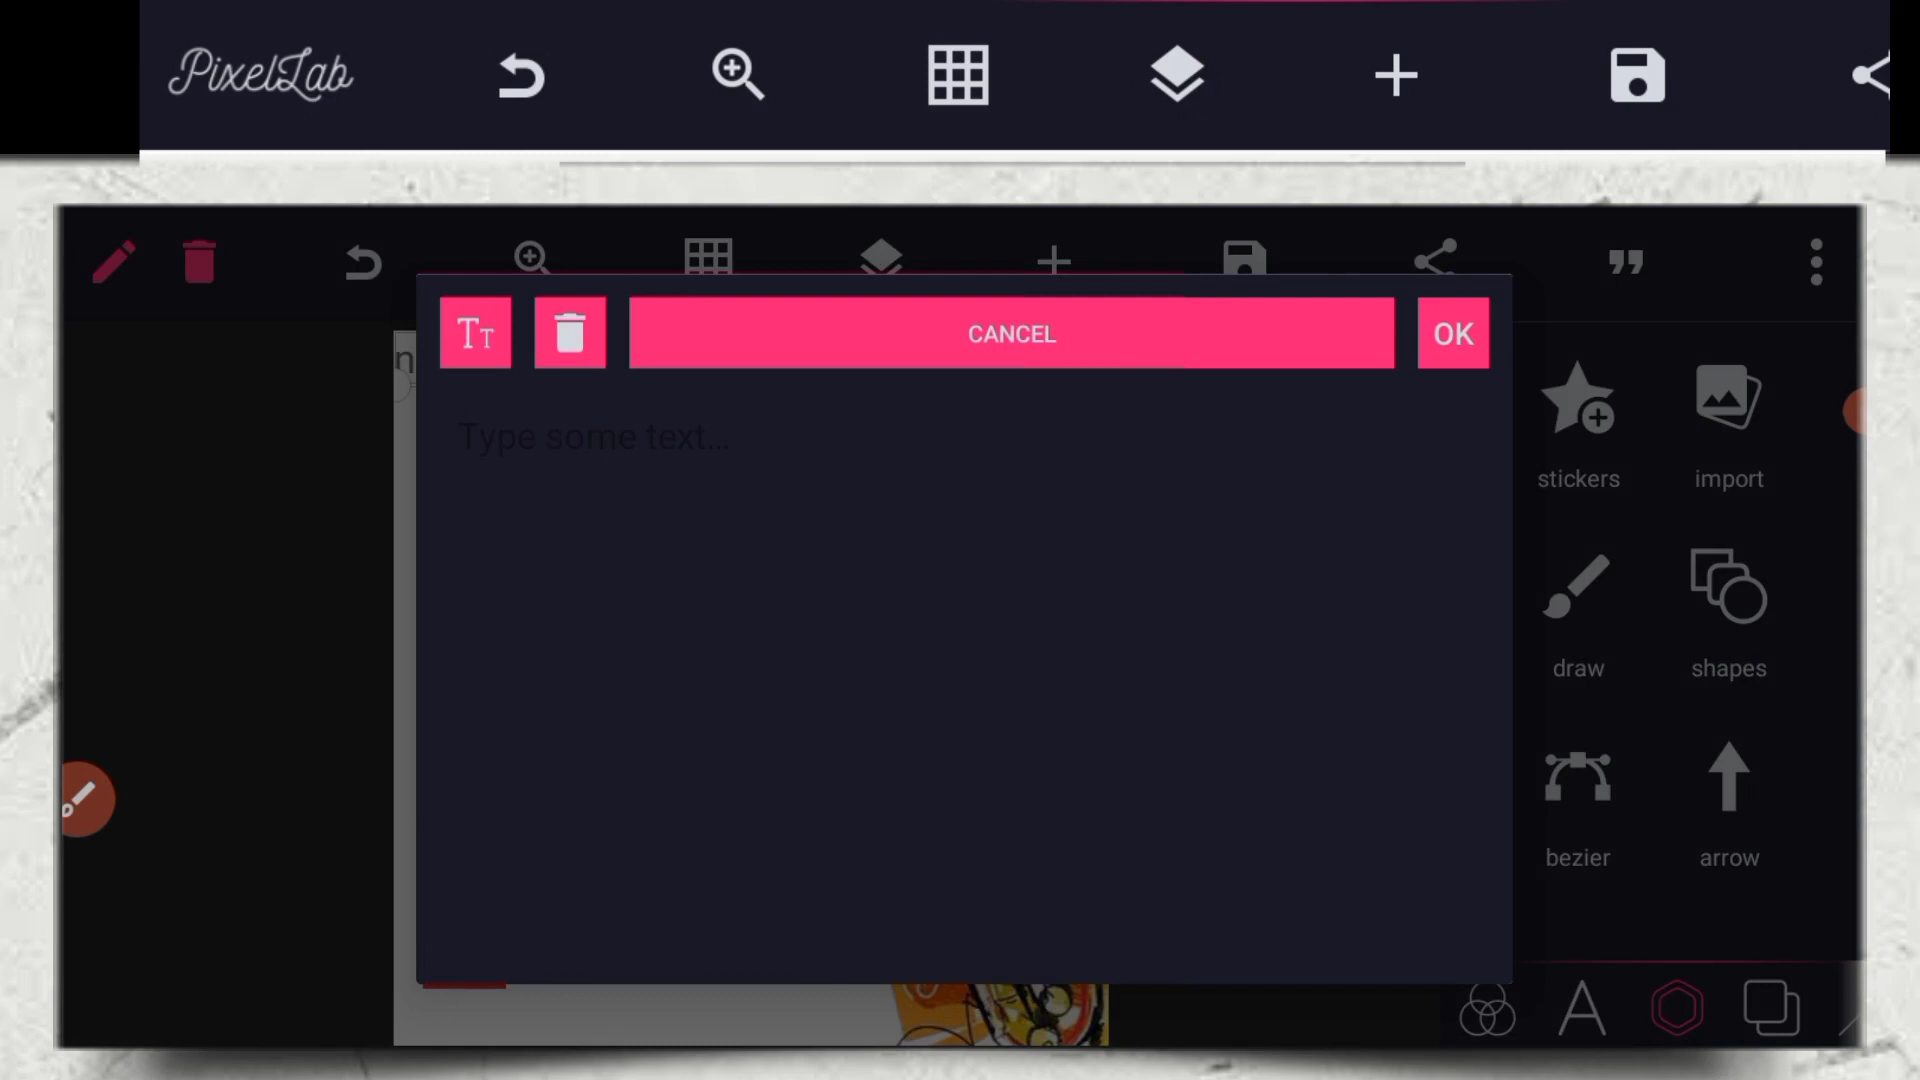 PixelLab
CANCEL
OK
n
Type some text...
stickers
import
draw
shapes
bezier
arrow